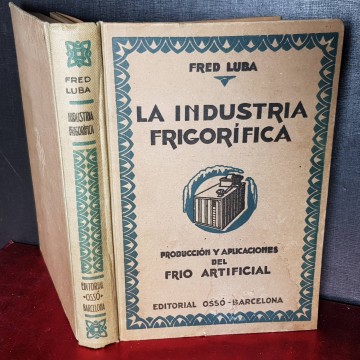 FRED
LUBA
INDUSTRIA
FRIGORÍFICA
EDITORIAL
-OSSÓ-
BARCELONA
FRED LUBA
LA INDUSTRIA
FRIGORÍFICA
PRODUCCIÓN Y APLICACIONES
DEL
FRIO ARTIFICIAL
EDITORIAL OSSÓ-BARCELONA